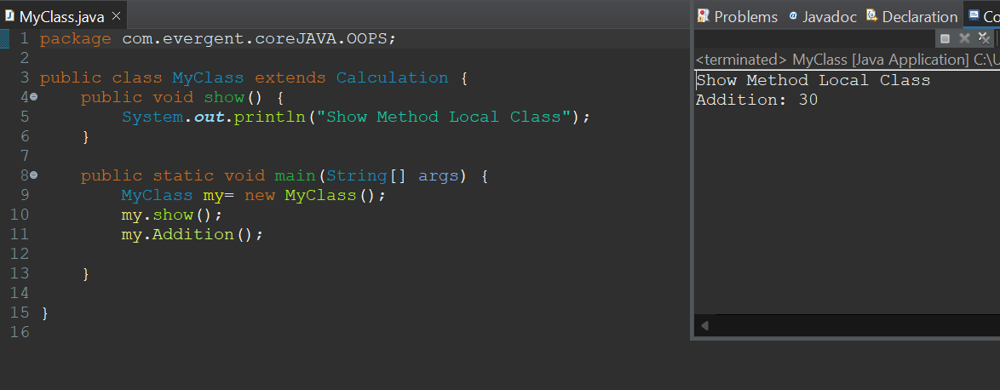 MyClass.java
1 package com.evergent.coreJAVA.OOPS;
2
3 public class MyClass extends Calculation {
4     public void show() {
5         System.out.println("Show Method Local Class");
6     }
7
8     public static void main(String[] args) {
9         MyClass my= new MyClass();
10         my.show();
11         my.Addition();
12
13     }
14
15 }
16
Problems Javadoc Declaration Co
<terminated> MyClass [Java Application] C:\U
Show Method Local Class
Addition: 30